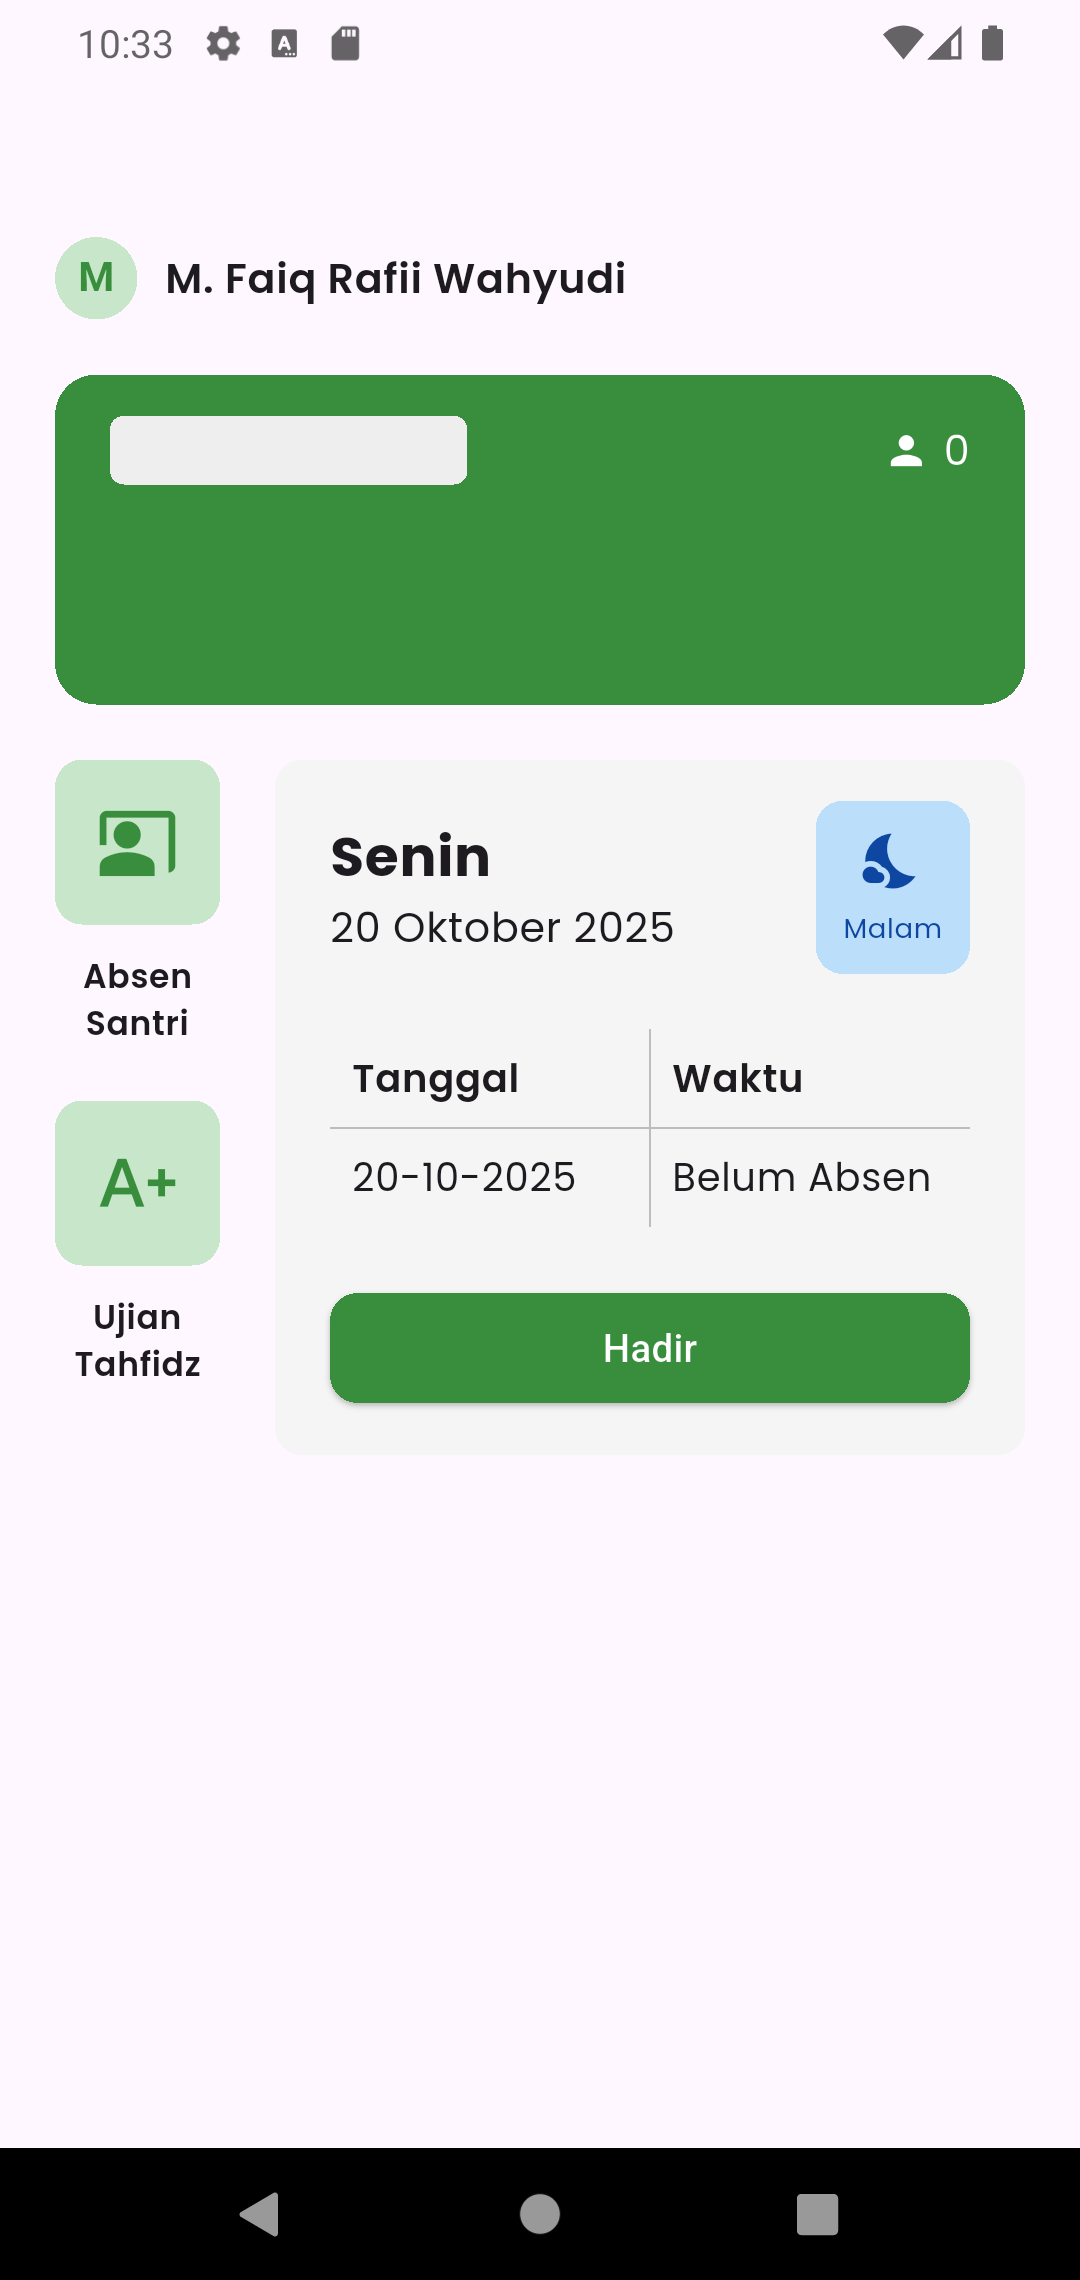 10:33
M
M. Faiq Rafii Wahyudi
0
Absen
Santri
A+
Ujian
Tahfidz
Senin
20 Oktober 2025
Malam
Tanggal
Waktu
20-10-2025
Belum Absen
Hadir